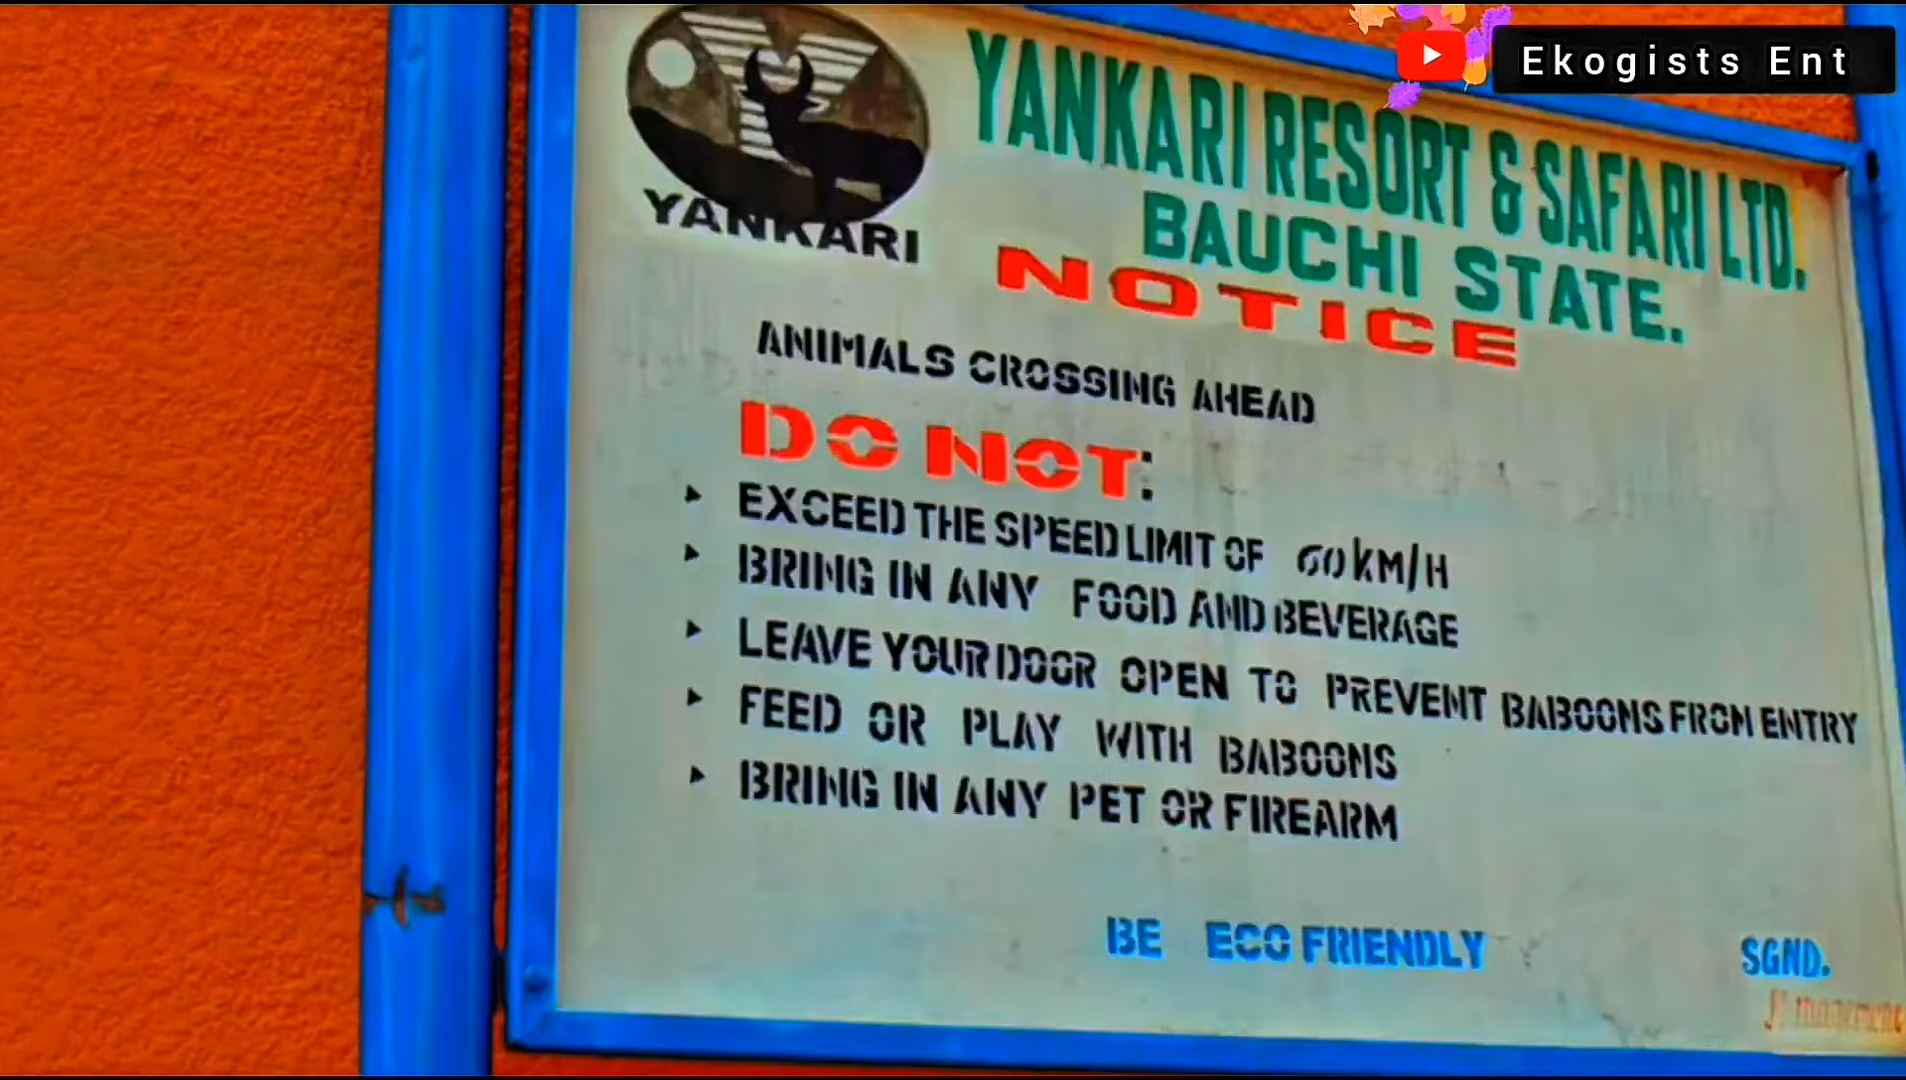 Ekogists Ent
YANKARI
YANKARI RESORT & SAFARI LTD.
BAUCHI STATE.
NOTICE
ANIMALS CROSSING AHEAD
DO NOT:
EXCEED THE SPEED LIMIT OF 60KM/H
BRING IN ANY FOOD AND BEVERAGE
LEAVE YOUR DOOR OPEN TO PREVENT BABOONS FROM ENTRY
FEED OR PLAY WITH BABOONS
BRING IN ANY PET OR FIREARM
BE ECO FRIENDLY
SGND.
management